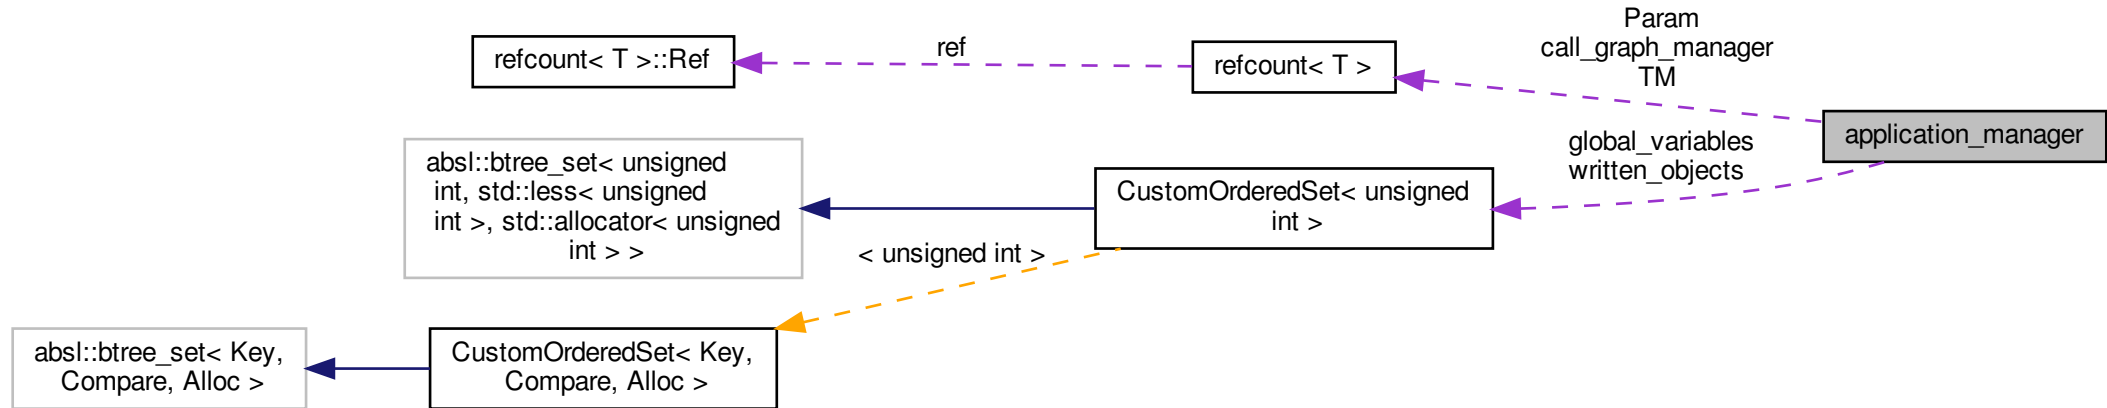 Param
call_graph_manager
TM
ref
refcount< T >::Ref
refcount< T >
application_manager
global_variables
written_objects
absl::btree_set< unsigned
int, std::less< unsigned
int >, std::allocator< unsigned
int > >
CustomOrderedSet< unsigned
int >
< unsigned int >
absl::btree_set< Key,
Compare, Alloc >
CustomOrderedSet< Key,
Compare, Alloc >